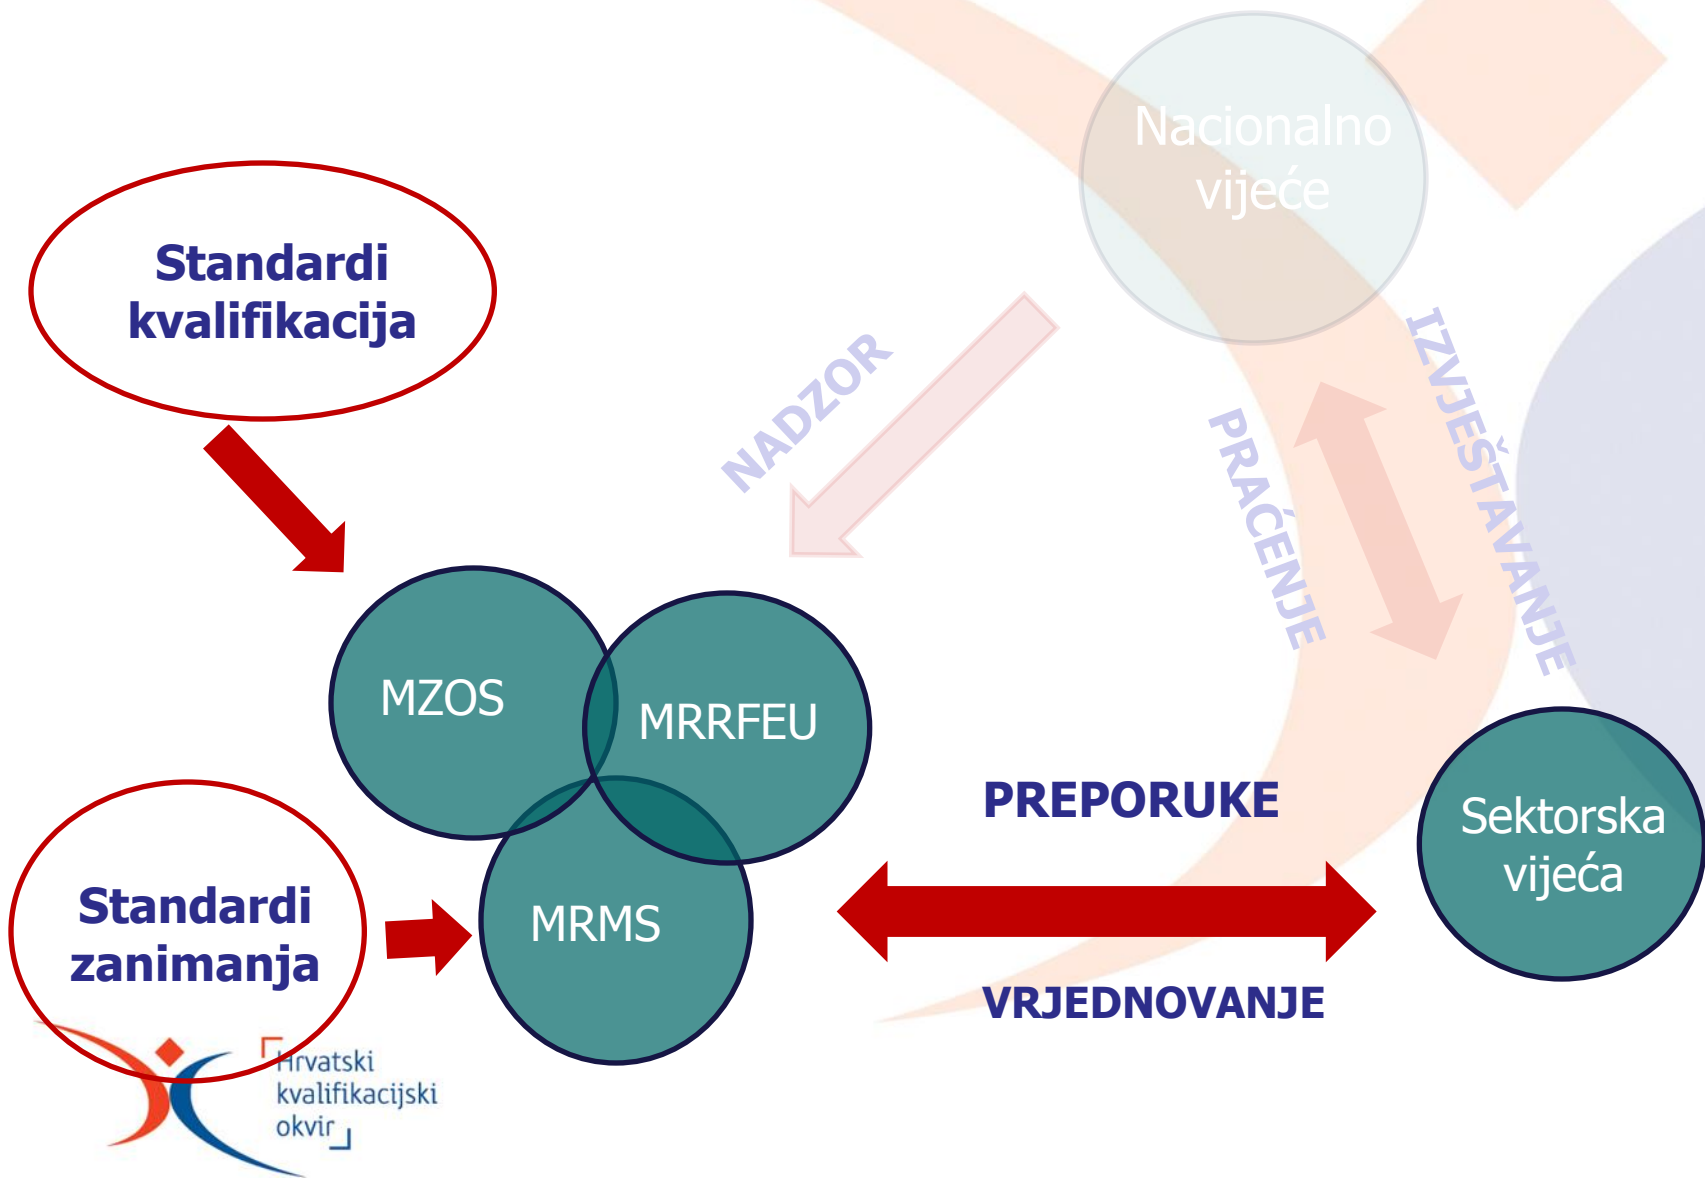 Nacionalno
vijeće
Standardi
kvalifikacija
NADZOR
PRAĆENJE
IZVJEŠTAVANJE
MZOS
MRRFEU
MRMS
PREPORUKE
VRJEDNOVANJE
Sektorska
vijeća
Standardi
zanimanja
Hrvatski
kvalifikacijski
okvir